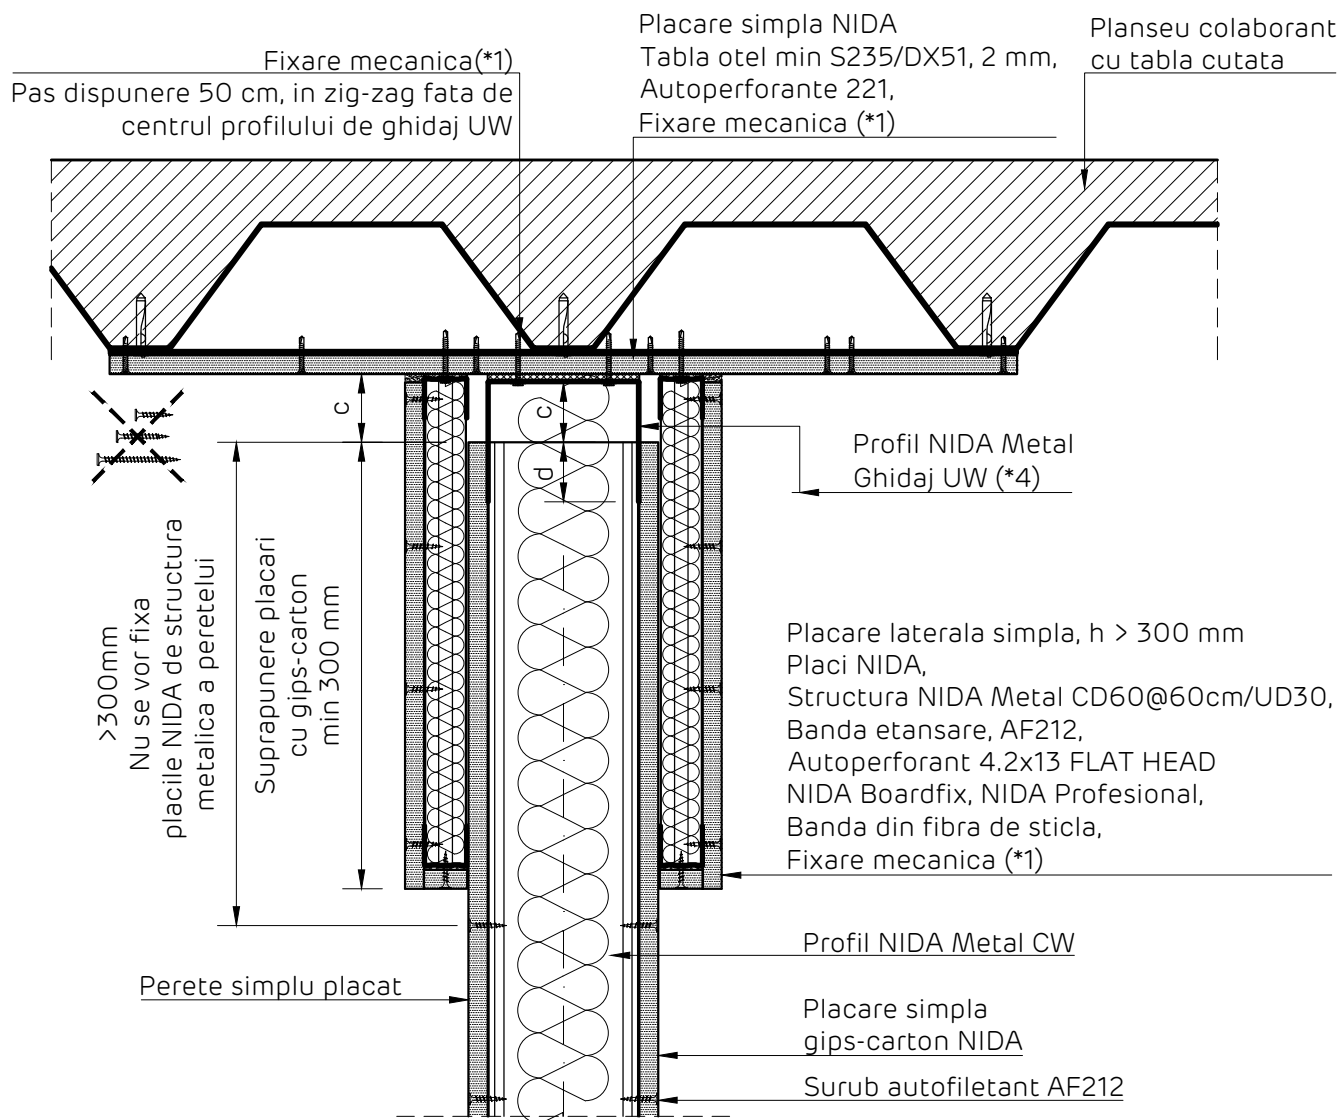 Fixare mecanica(*1)
Pas dispunere 50 cm, in zig-zag fata de
centrul profilului de ghidaj UW
Placare simpla NIDA
Tabla otel min S235/DX51, 2 mm,
Autoperforante 221,
Fixare mecanica (*1)
Planseu colaborant
cu tabla cutata
c
c
d
Profil NIDA Metal
Ghidaj UW (*4)
>300mm
Nu se vor fixa
placile NIDA de structura
metalica a peretelui
Suprapunere placari
cu gips-carton
min 300 mm
Placare laterala simpla, h > 300 mm
Placi NIDA,
Structura NIDA Metal CD60@60cm/UD30,
Banda etansare, AF212,
Autoperforant 4.2x13 FLAT HEAD
NIDA Boardfix, NIDA Profesional,
Banda din fibra de sticla,
Fixare mecanica (*1)
Profil NIDA Metal CW
Perete simplu placat
Placare simpla
gips-carton NIDA
Surub autofiletant AF212